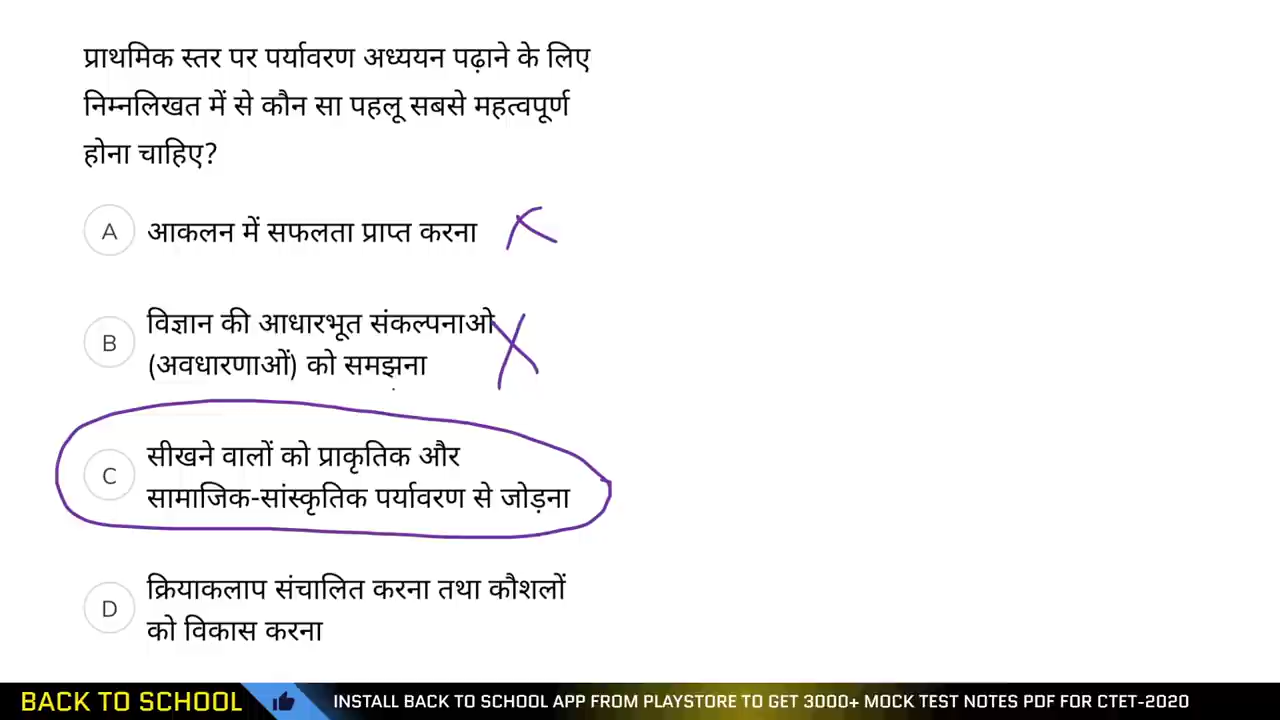 प्राथमिक स्तर पर पर्यावरण अध्ययन पढ़ाने के लिए
निम्नलिखत में से कौन सा पहलू सबसे महत्वपूर्ण
होना चाहिए?
A आकलन में सफलता प्राप्त करना
B विज्ञान की आधारभूत संकल्पनाओ
(अवधारणाओं) को समझना
C सीखने वालों को प्राकृतिक और
सामाजिक-सांस्कृतिक पर्यावरण से जोड़ना
D क्रियाकलाप संचालित करना तथा कौशलों
को विकास करना
BACK TO SCHOOL INSTALL BACK TO SCHOOL APP FROM PLAYSTORE TO GET 3000+ MOCK TEST NOTES PDF FOR CTET-2020